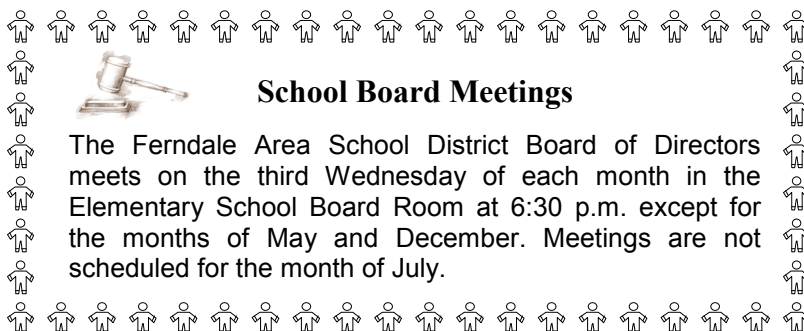 School Board Meetings
The Ferndale Area School District Board of Directors
meets on the third Wednesday of each month in the
Elementary School Board Room at 6:30 p.m. except for
the months of May and December. Meetings are not
scheduled for the month of July.